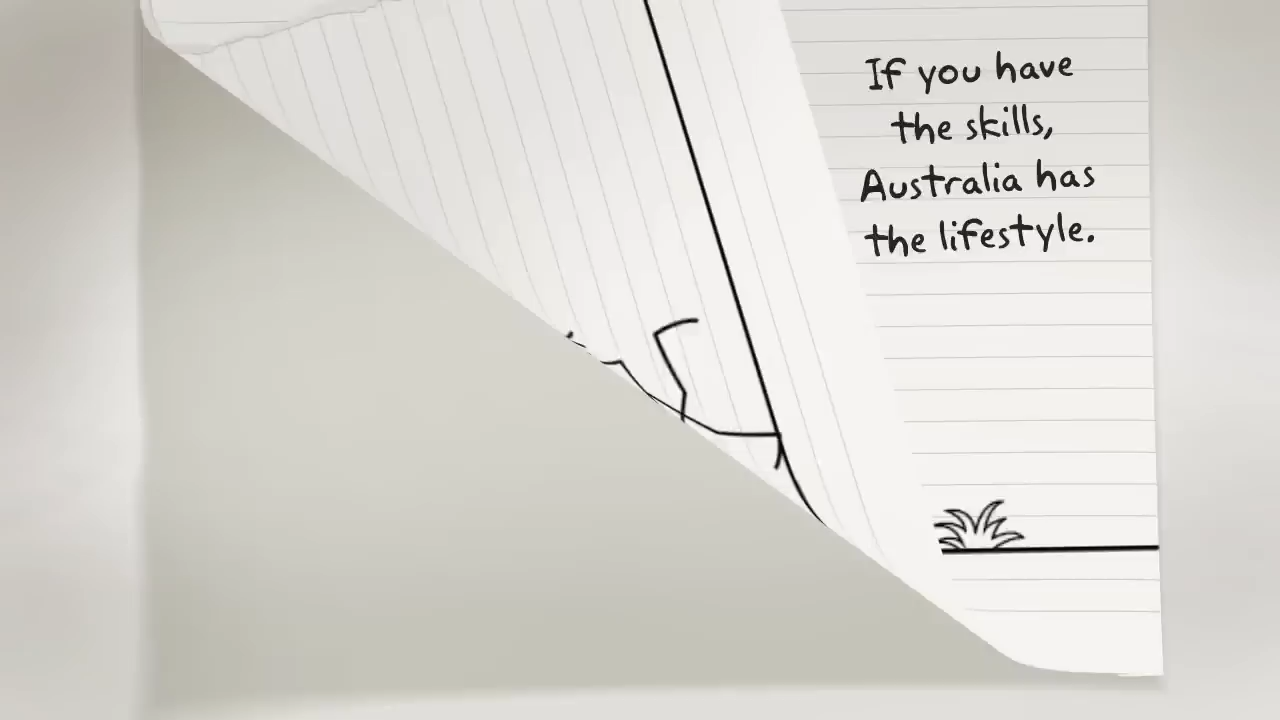 If you have
the skills,
Australia has
the lifestyle.